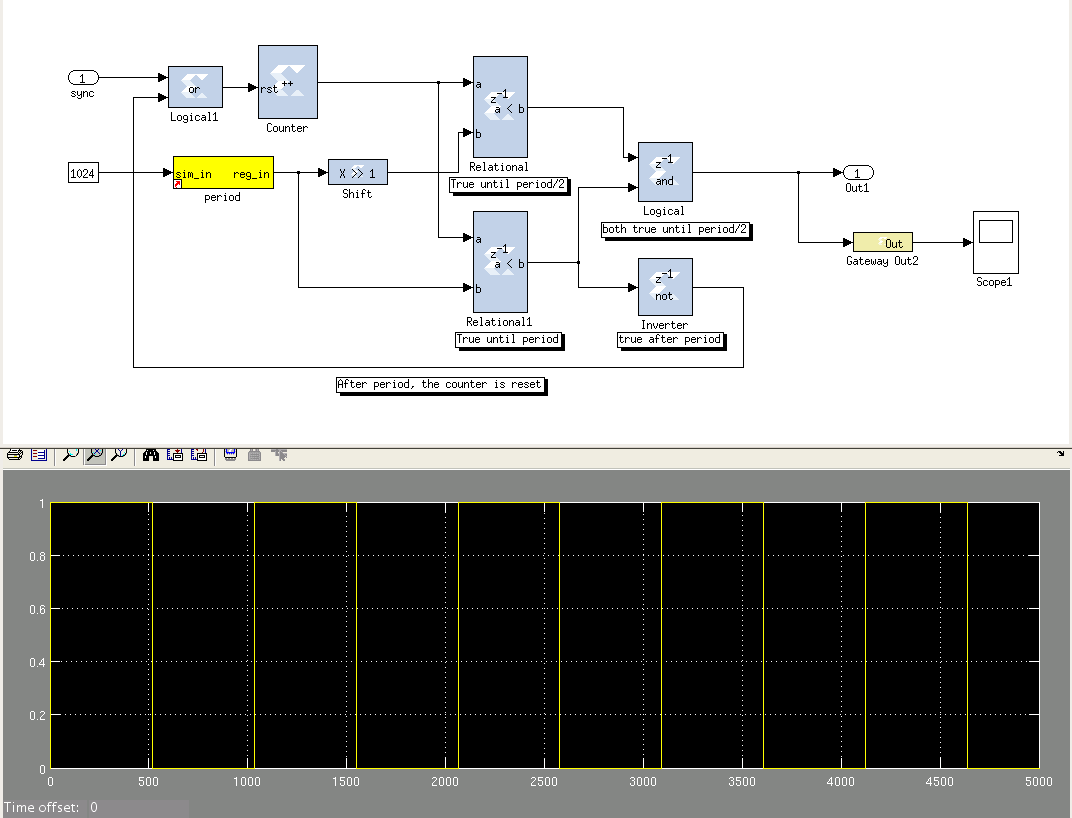 1
sync
or
Logical1
++
rst
Counter
a
z-1
a < b
b
Relational
True until period/2
1024
sim_in reg_in
period
X >> 1
Shift
z-1
and
Logical
both true until period/2
1
Out1
Out
Gateway Out2
Scope1
a
z-1
a < b
b
Relational1
True until period
z-1
not
Inverter
true after period
After period, the counter is reset
1
0.8
0.6
0.4
0.2
0
0 500 1000 1500 2000 2500 3000 3500 4000 4500 5000
Time offset: 0